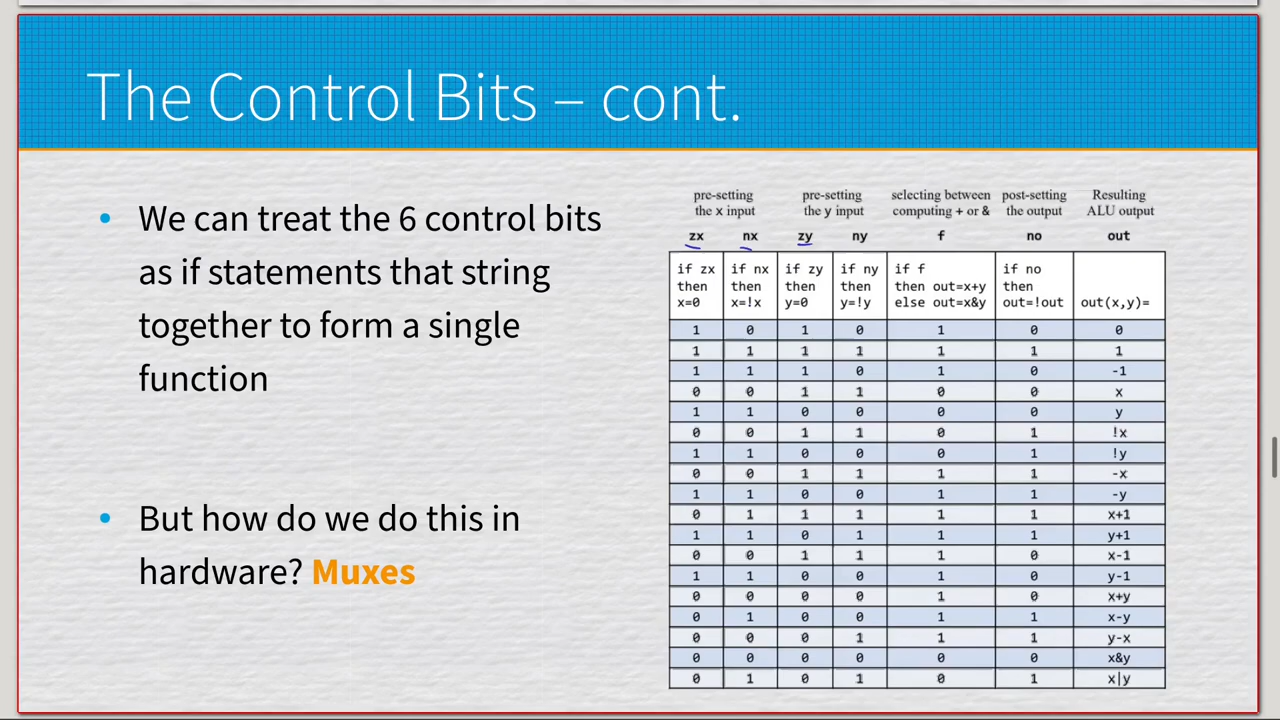 The Control Bits – cont.
• We can treat the 6 control bits
as if statements that string
together to form a single
function
• But how do we do this in
hardware? Muxes
pre-setting the x input pre-setting the y input selecting between computing + or & post-setting the output Resulting ALU output
zx nx zy ny f no out
if zx then x=0 if nx then x=!x if zy then y=0 if ny then y=!y if f then out=x+y else out=x&y if no then out=!out out(x,y)=
1 0 1 0 1 0 0
1 1 1 1 1 1 1
1 1 1 0 1 0 -1
0 0 1 1 0 0 x
1 1 0 0 0 0 y
0 0 1 1 0 1 !x
1 1 0 0 0 1 !y
0 0 1 1 1 1 -x
1 1 0 0 1 1 -y
0 1 1 1 1 1 x+1
1 1 0 1 1 1 y+1
0 0 1 1 1 0 x-1
1 1 0 0 1 0 y-1
0 0 0 0 1 0 x+y
0 1 0 0 1 1 x-y
0 0 0 1 1 1 y-x
0 0 0 0 0 0 x&y
0 1 0 1 0 1 x|y